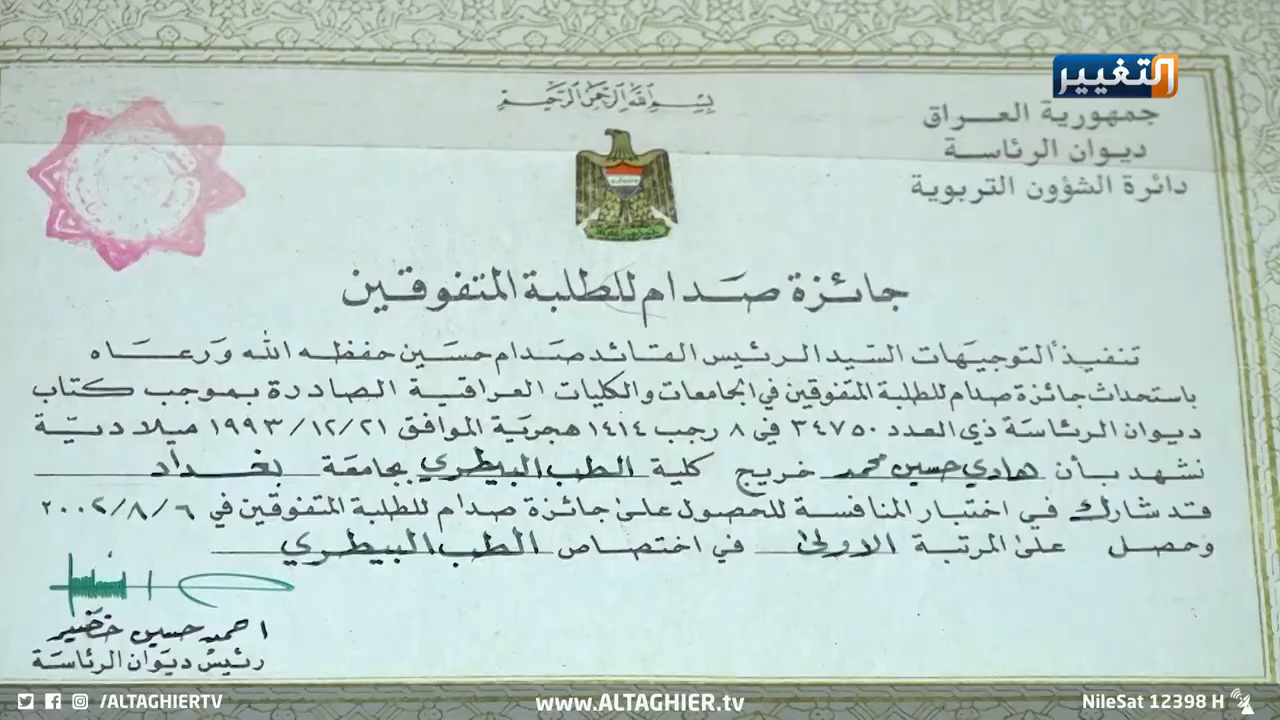 التغيير
بسم الله الرحمن الرحيم
جمهورية العراق
ديوان الرئاسة
دائرة الشؤون التربوية
جائزة صدام للطلبة المتفوقين
تنفيذاً لتوجيهات السيد الرئيس القائد صدام حسين حفظه الله ورعاه
باستحداث جائزة صدام للطلبة المتفوقين في الجامعات والكليات العراقية الصادرة بموجب كتاب
ديوان الرئاسة ذي العدد ٣٤٧٥٠ في ٨ رجب ١٤١٤ هجرية الموافق ١٩٩٣/١٢/٢١ ميلادية
نشهد بأن هادي حسين محمد خريج كلية الطب البيطري بجامعة بغداد
قد شارك في اختبار المنافسة للحصول على جائزة صدام للطلبة المتفوقين في ٢٠٠٢/٨/٦
وحصل على المرتبة الاولى في اختصاص الطب البيطري
احمد حسين خضير
رئيس ديوان الرئاسة
/ALTAGHIERTV
www.ALTAGHIER.tv
NileSat 12398 H